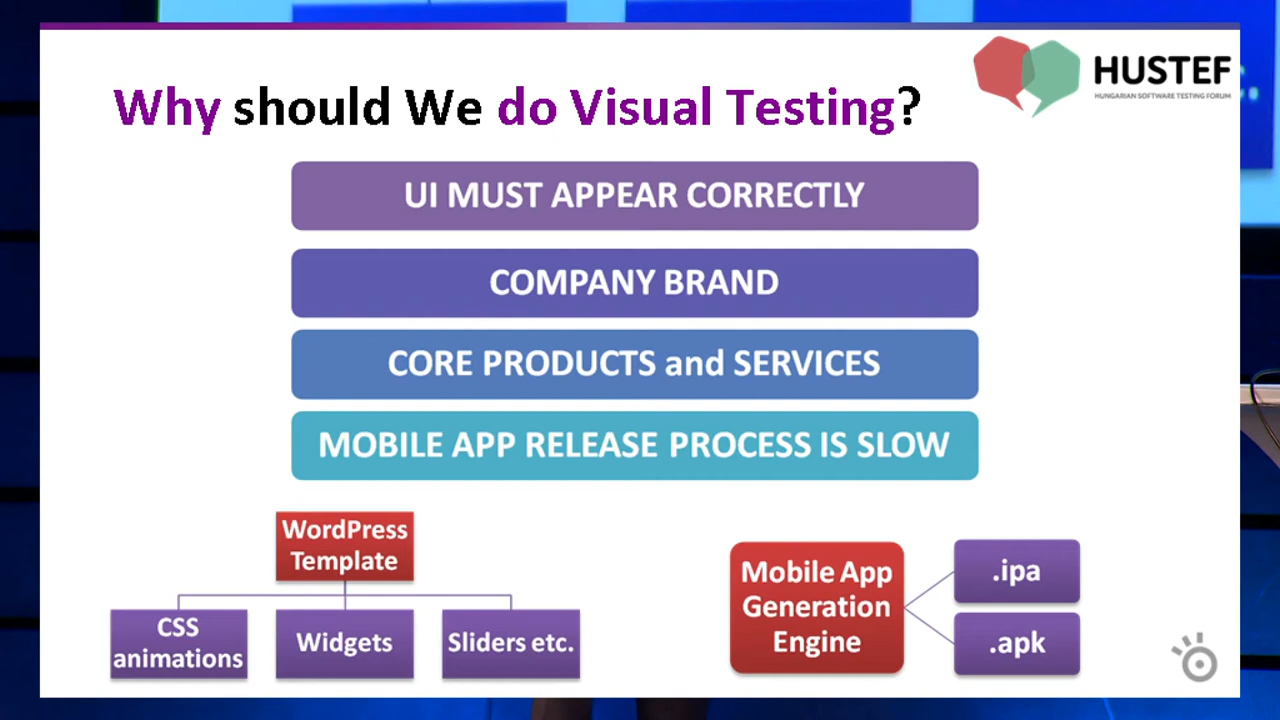 HUSTEF
HUNGARIAN SOFTWARE TESTING FORUM
Why should We do Visual Testing?
UI MUST APPEAR CORRECTLY
COMPANY BRAND
CORE PRODUCTS and SERVICES
MOBILE APP RELEASE PROCESS IS SLOW
WordPress
Template
CSS
animations
Widgets
Sliders etc.
Mobile App
Generation
Engine
.ipa
.apk